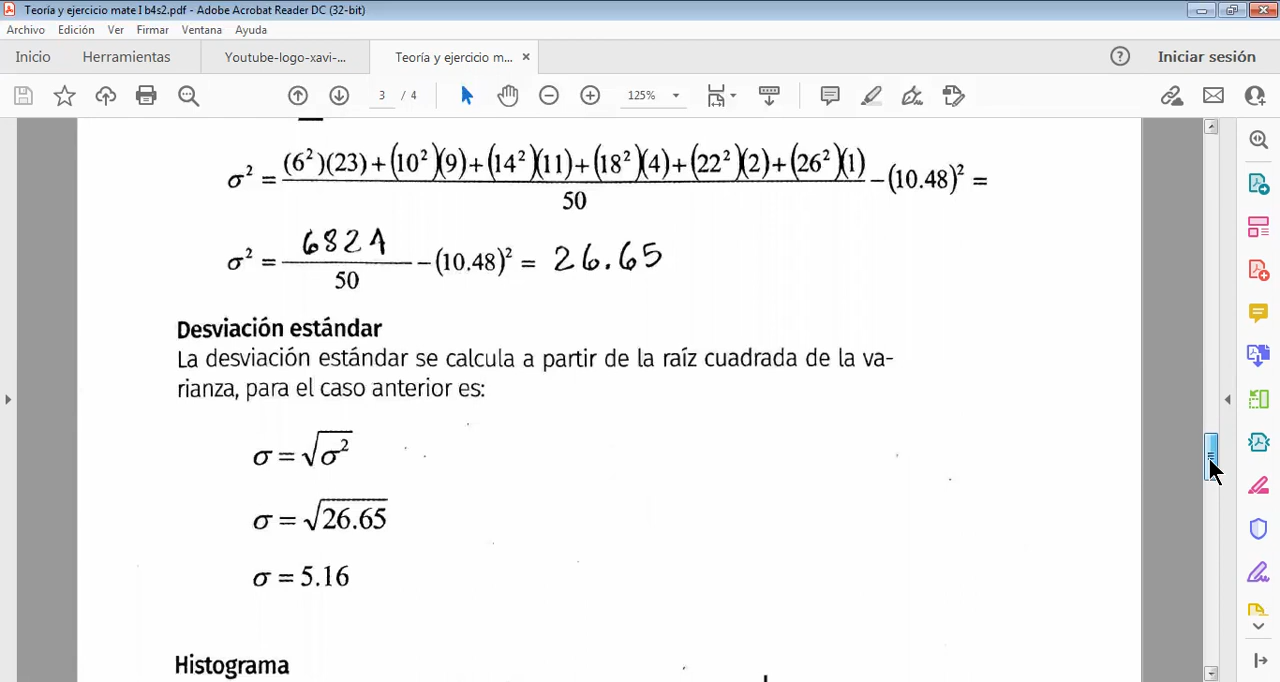 Teoría y ejercicio mate I b4s2.pdf - Adobe Acrobat Reader DC (32-bit)
Archivo Edición Ver Firmar Ventana Ayuda
Inicio Herramientas Youtube-logo-xavi-... Teoría y ejercicio m... × Iniciar sesión
3 / 4 125%
σ² = (6²)(23)+(10²)(9)+(14²)(11)+(18²)(4)+(22²)(2)+(26²)(1) / 50 − (10.48)² =
σ² = 6824 / 50 − (10.48)² = 26.65
Desviación estándar
La desviación estándar se calcula a partir de la raíz cuadrada de la va-
rianza, para el caso anterior es:
σ = √σ²
σ = √26.65
σ = 5.16
Histograma